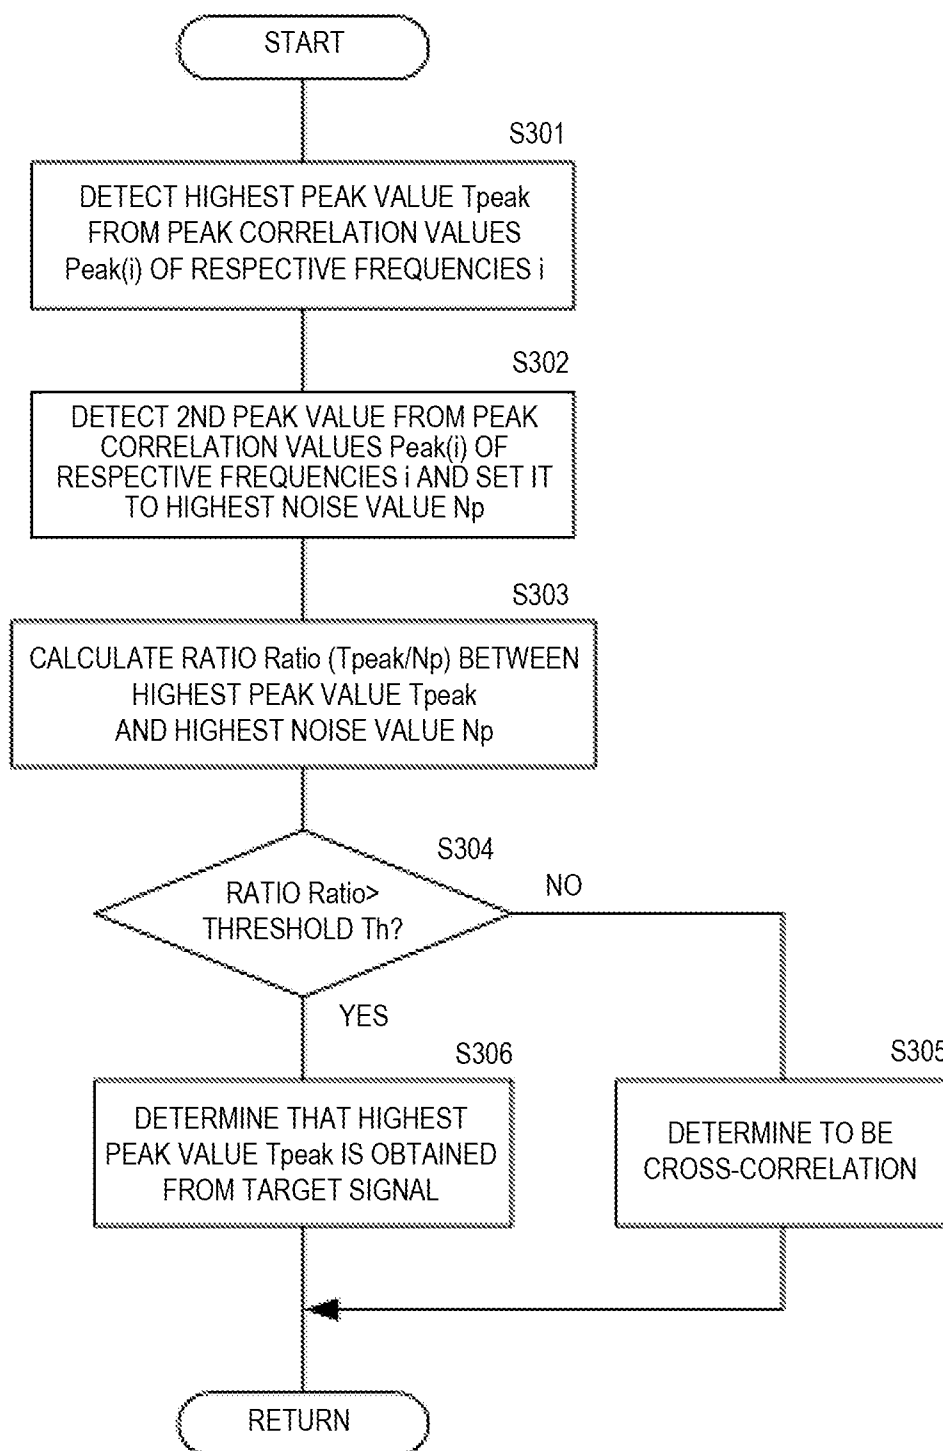 START
S301
DETECT HIGHEST PEAK VALUE Tpeak
FROM PEAK CORRELATION VALUES
Peak(i) OF RESPECTIVE FREQUENCIES i
S302
DETECT 2ND PEAK VALUE FROM PEAK
CORRELATION VALUES Peak(i) OF
RESPECTIVE FREQUENCIES i AND SET IT
TO HIGHEST NOISE VALUE Np
S303
CALCULATE RATIO Ratio (Tpeak/Np) BETWEEN
HIGHEST PEAK VALUE Tpeak
AND HIGHEST NOISE VALUE Np
S304
RATIO Ratio>
THRESHOLD Th?
NO
YES
S306
DETERMINE THAT HIGHEST
PEAK VALUE Tpeak IS OBTAINED
FROM TARGET SIGNAL
S305
DETERMINE TO BE
CROSS-CORRELATION
RETURN